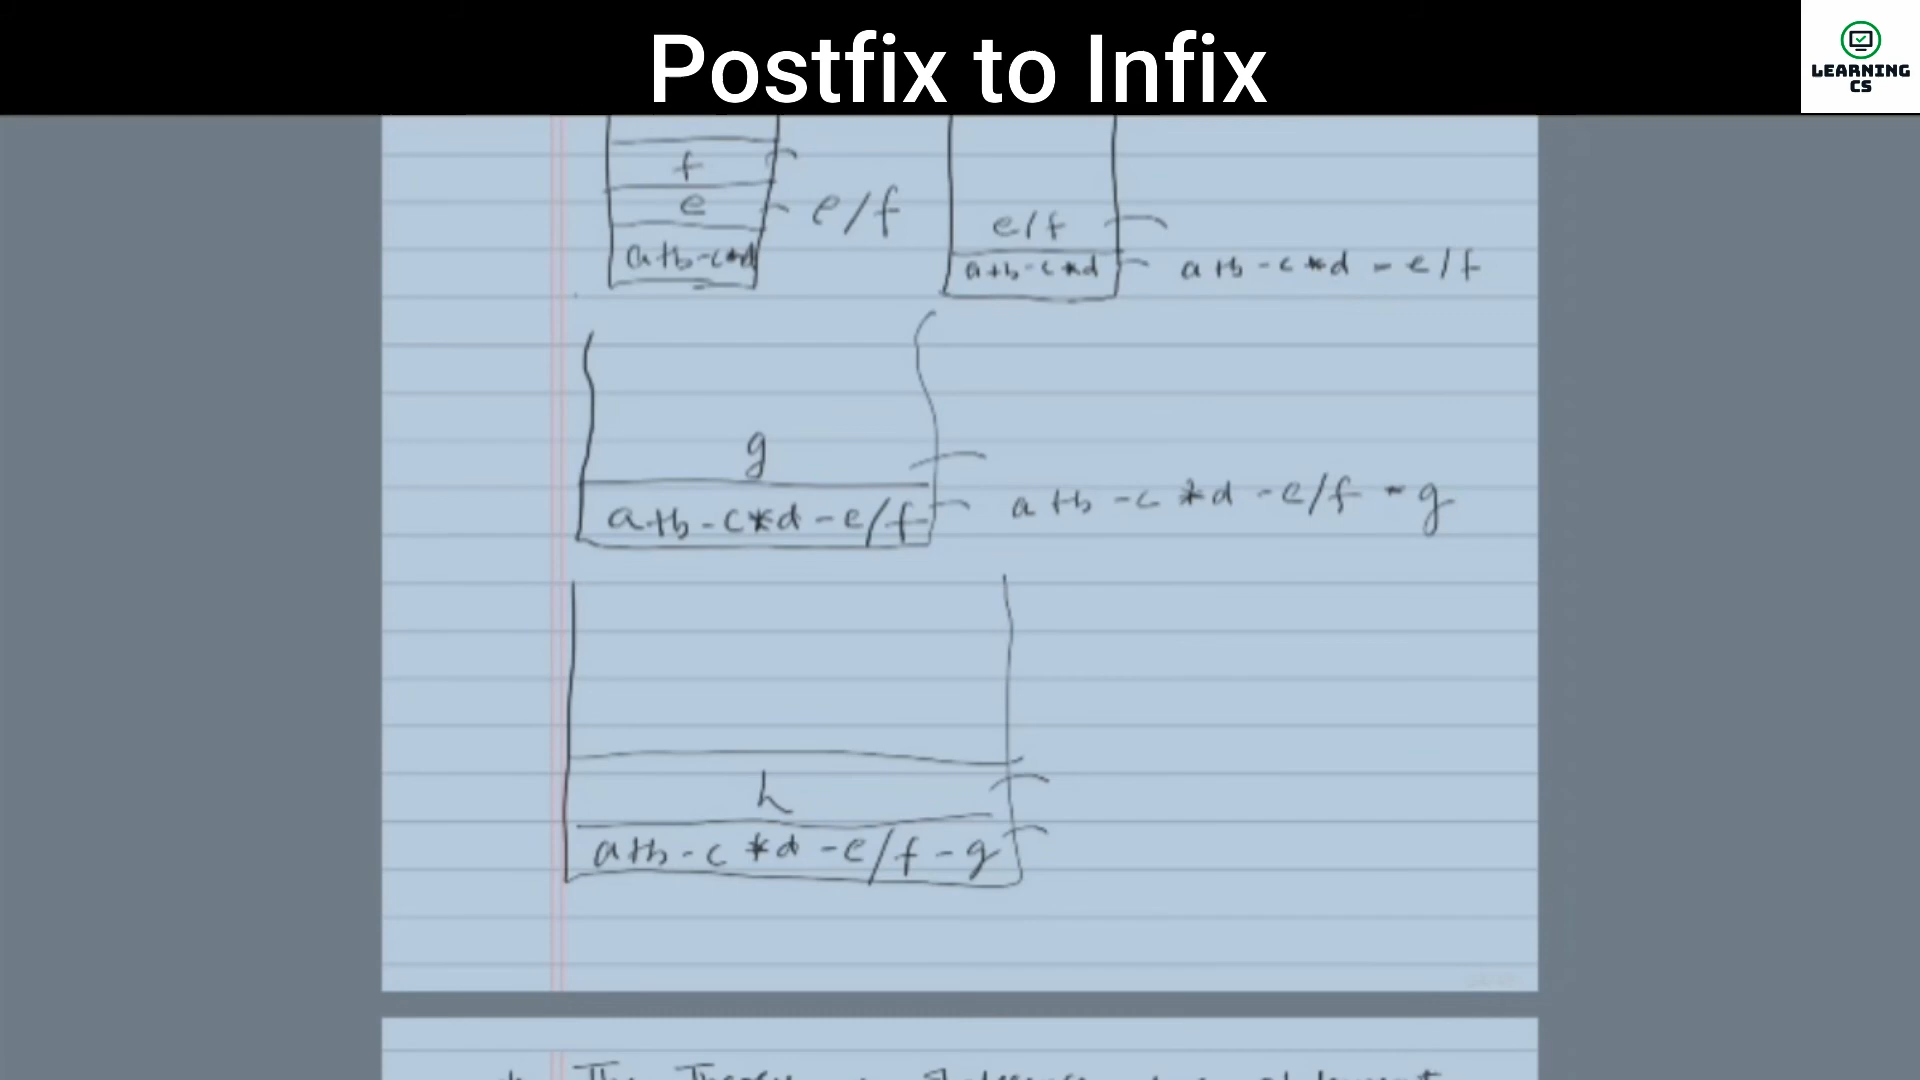 Postfix to Infix
LEARNING
CS
f
e
e/f
a+b-c*d
e/f
a+b-c*d
a+b-c*d-e/f
g
a+b-c*d-e/f
a+b-c*d-e/f-g
h
a+b-c*d-e/f-g